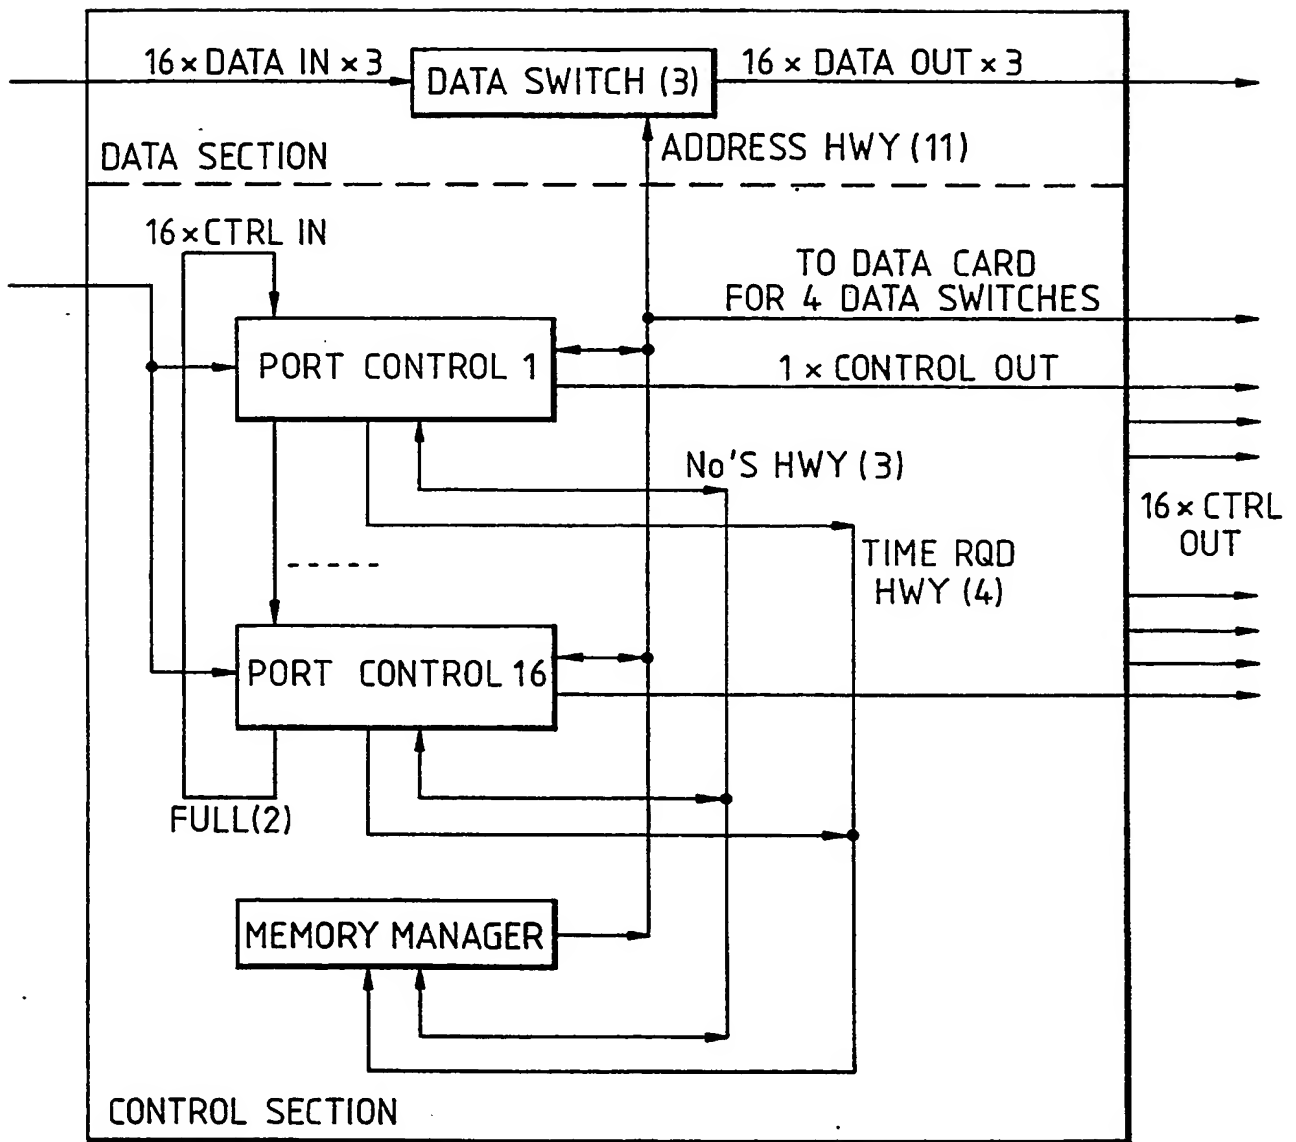 16 × DATA IN × 3
DATA SWITCH (3)
16 × DATA OUT × 3
ADDRESS HWY (11)
DATA SECTION
16 × CTRL IN
TO DATA CARD
FOR 4 DATA SWITCHES
PORT CONTROL 1
1 × CONTROL OUT
No'S HWY (3)
16 × CTRL
OUT
TIME RQD
HWY (4)
PORT CONTROL 16
FULL(2)
MEMORY MANAGER
CONTROL SECTION